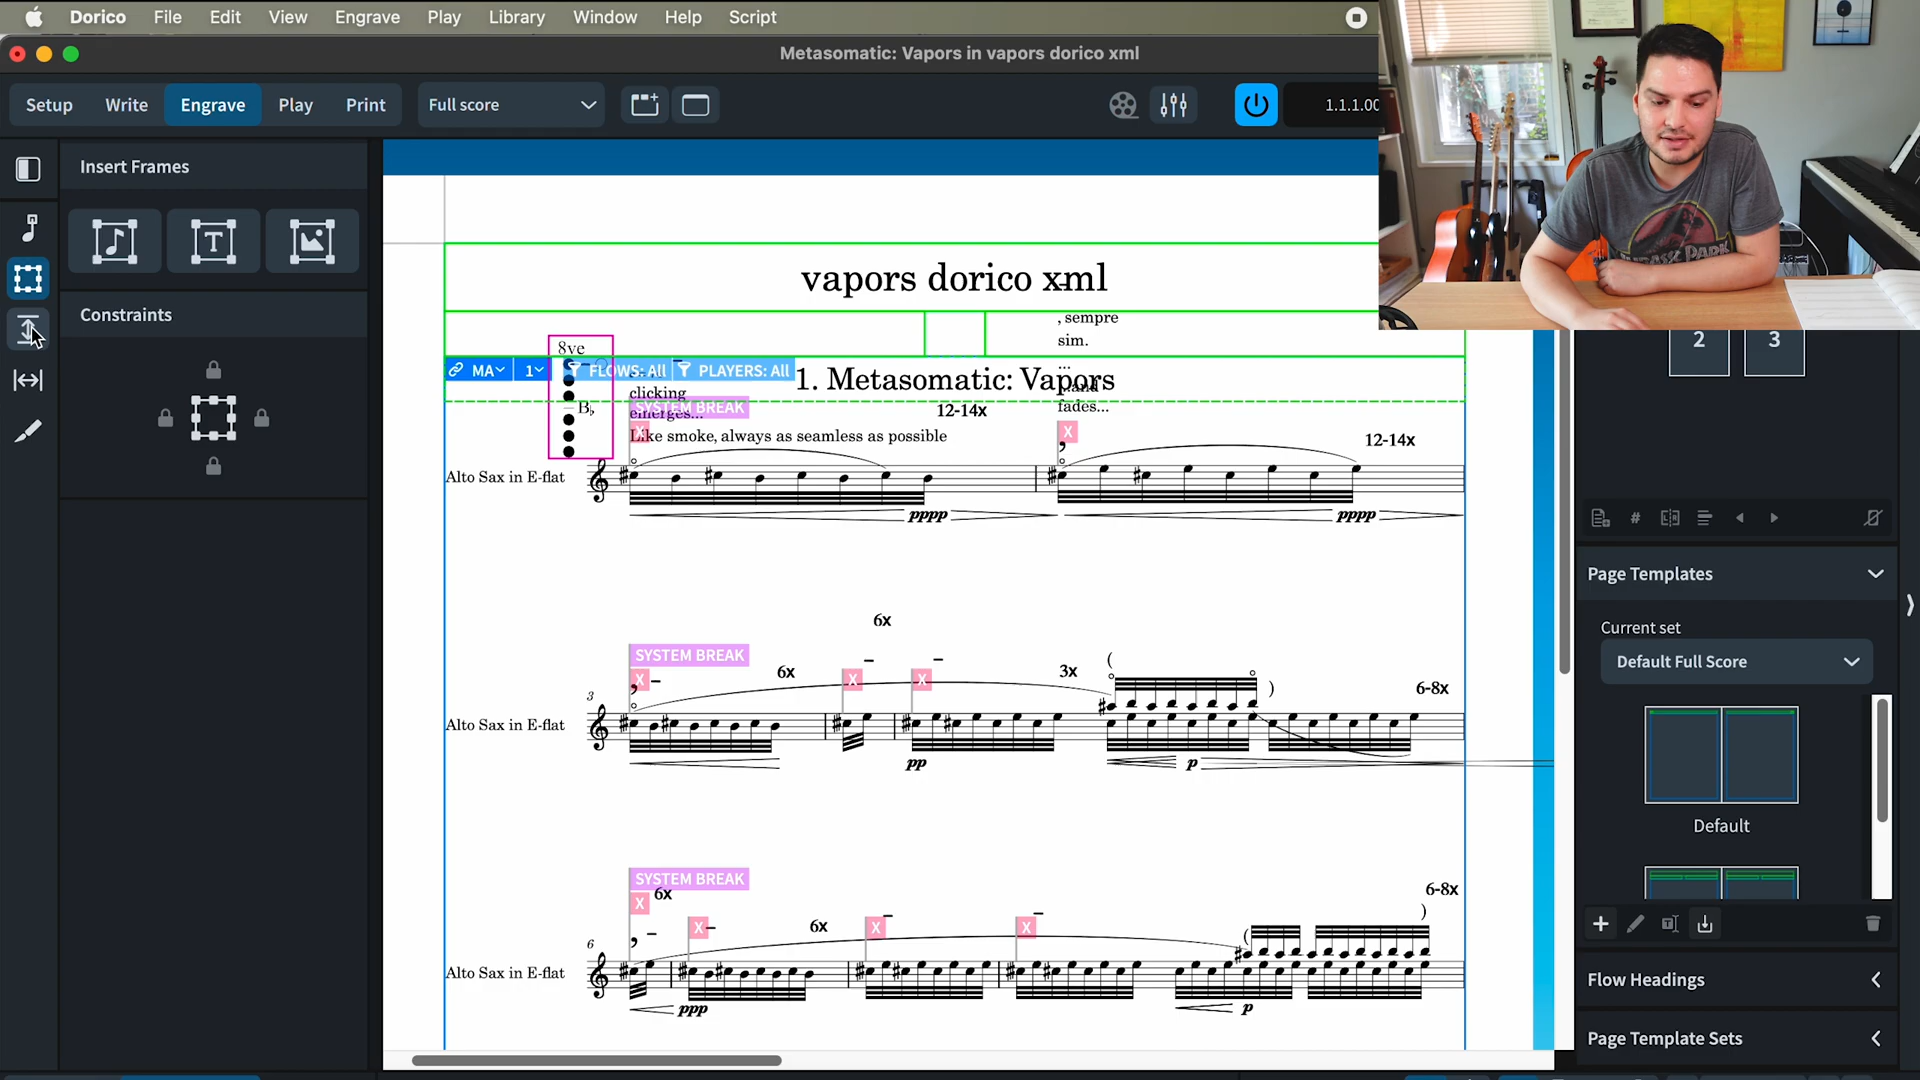 Dorico File Edit View Engrave Play Library Window Help Script
Metasomatic: Vapors in vapors dorico xml
Setup Write Engrave Play Print Full score 1.1.1.00
Insert Frames
Constraints
vapors dorico xml
, sempre
sim.
...
8ve
MA 1 FLOWS: All PLAYERS: All
1. Metasomatic: Vapors
clicking
emerges...
fades...
SYSTEM BREAK
12-14x
B♭
X
Like smoke, always as seamless as possible
X
12-14x
Alto Sax in E-flat
pppp
pppp
6x
SYSTEM BREAK
X
6x
X
X
3x
6-8x
3
Alto Sax in E-flat
pp
p
SYSTEM BREAK
X
6x
X
6x
X
X
6-8x
6
Alto Sax in E-flat
ppp
p
2 3
Page Templates
Current set
Default Full Score
Default
Flow Headings
Page Template Sets
JURASSIC PARK